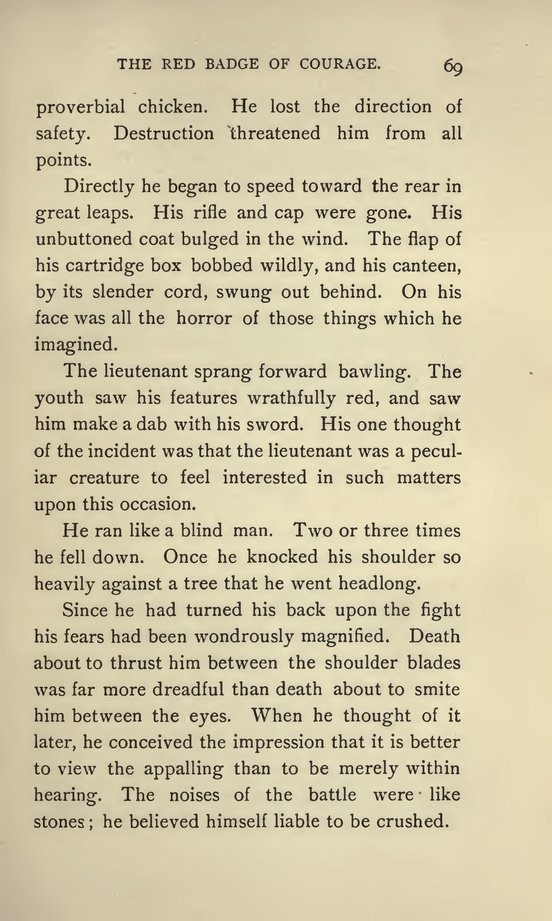 THE RED BADGE OF COURAGE. 69
proverbial chicken. He lost the direction of
safety. Destruction threatened him from all
points.
Directly he began to speed toward the rear in
great leaps. His rifle and cap were gone. His
unbuttoned coat bulged in the wind. The flap of
his cartridge box bobbed wildly, and his canteen,
by its slender cord, swung out behind. On his
face was all the horror of those things which he
imagined.
The lieutenant sprang forward bawling. The
youth saw his features wrathfully red, and saw
him make a dab with his sword. His one thought
of the incident was that the lieutenant was a pecul-
iar creature to feel interested in such matters
upon this occasion.
He ran like a blind man. Two or three times
he fell down. Once he knocked his shoulder so
heavily against a tree that he went headlong.
Since he had turned his back upon the fight
his fears had been wondrously magnified. Death
about to thrust him between the shoulder blades
was far more dreadful than death about to smite
him between the eyes. When he thought of it
later, he conceived the impression that it is better
to view the appalling than to be merely within
hearing. The noises of the battle were like
stones; he believed himself liable to be crushed.